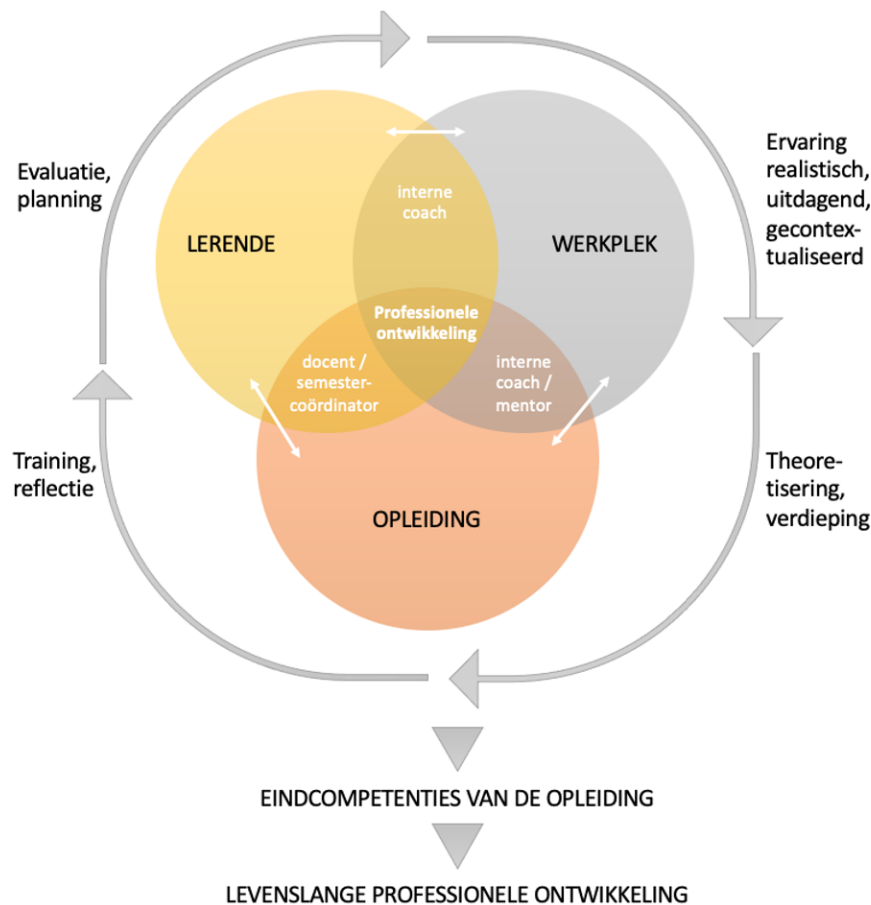 Evaluatie,
planning
Ervaring
realistisch,
uitdagend,
gecontex-
tualiseerd
interne
coach
LERENDE
WERKPLEK
Professionele
ontwikkeling
docent /
semester-
coördinator
interne
coach /
mentor
Training,
reflectie
Theore-
tisering,
verdieping
OPLEIDING
EINDCOMPETENTIES VAN DE OPLEIDING
LEVENSLANGE PROFESSIONELE ONTWIKKELING